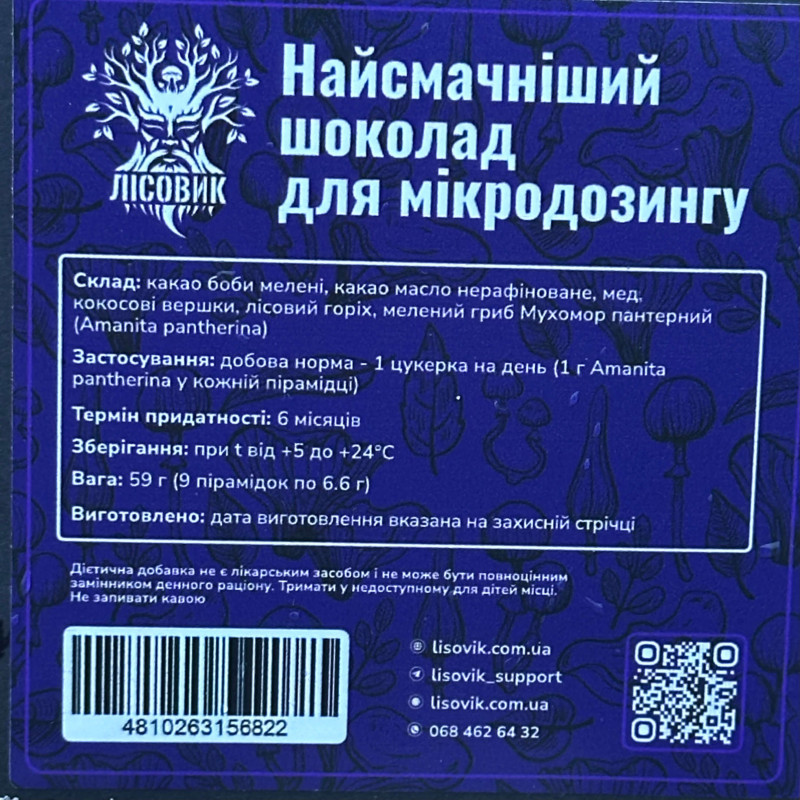 ЛІСОВИК
Найсмачніший
шоколад
для мікродозингу
Склад: какао боби мелені, какао масло нерафіноване, мед,
кокосові вершки, лісовий горіх, мелений гриб Мухомор пантерний
(Amanita pantherina)
Застосування: добова норма - 1 цукерка на день (1 г Amanita
pantherina у кожній пірамідці)
Термін придатності: 6 місяців
Зберігання: при t від +5 до +24°С
Вага: 59 г (9 пірамідок по 6.6 г)
Виготовлено: дата виготовлення вказана на захисній стрічці
Дієтична добавка не є лікарським засобом і не може бути повноцінним
замінником денного раціону. Тримати у недоступному для дітей місці.
Не запивати кавою
4810263156822
lisovik.com.ua
lisovik_support
lisovik.com.ua
068 462 64 32